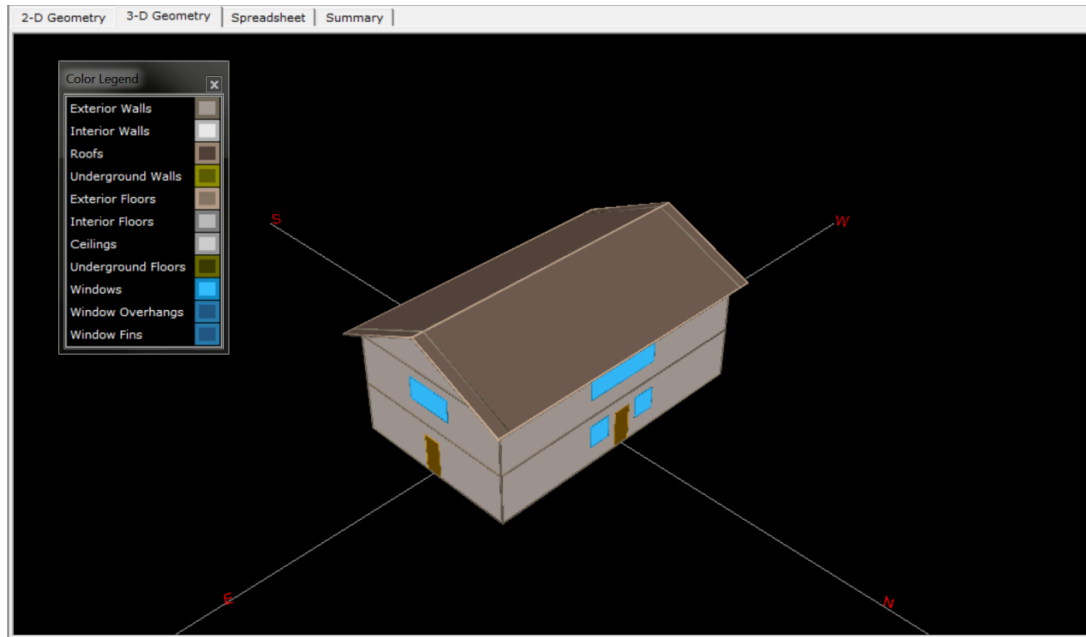 2-D Geometry 3-D Geometry Spreadsheet Summary
Color Legend x
Exterior Walls
Interior Walls
Roofs
Underground Walls
Exterior Floors
Interior Floors
Ceilings
Underground Floors
Windows
Window Overhangs
Window Fins
S
W
E
N